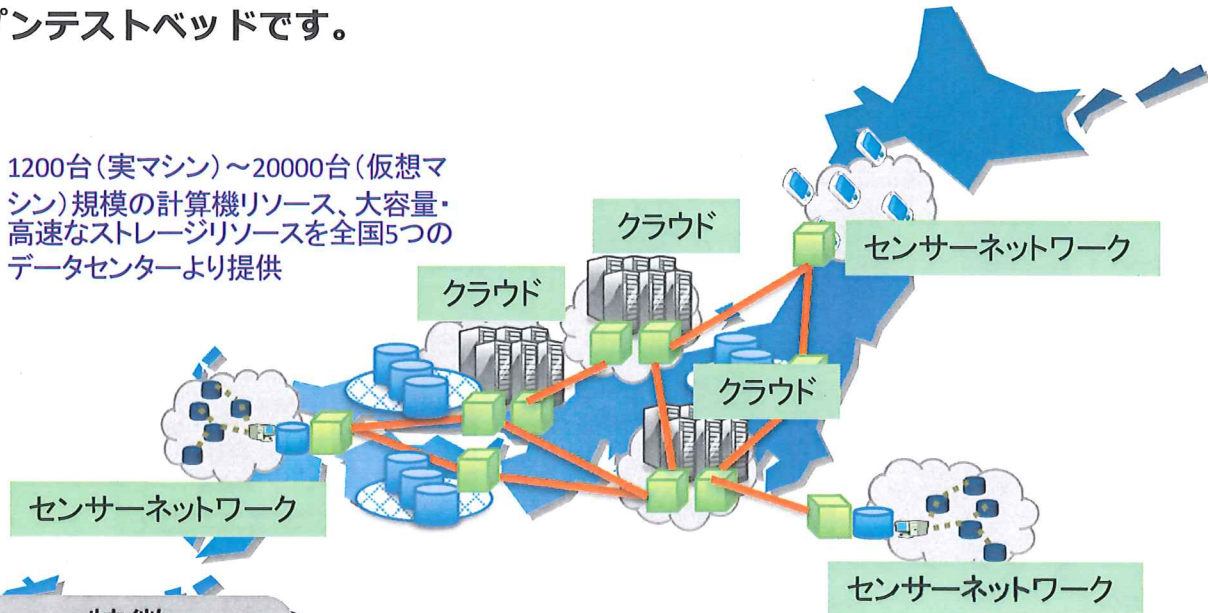 プンテストベッドです。
1200台(実マシン)～20000台(仮想マ
シン)規模の計算機リソース、大容量・
高速なストレージリソースを全国5つの
データセンターより提供
クラウド
センサーネットワーク
クラウド
クラウド
センサーネットワーク
センサーネットワーク
特徴